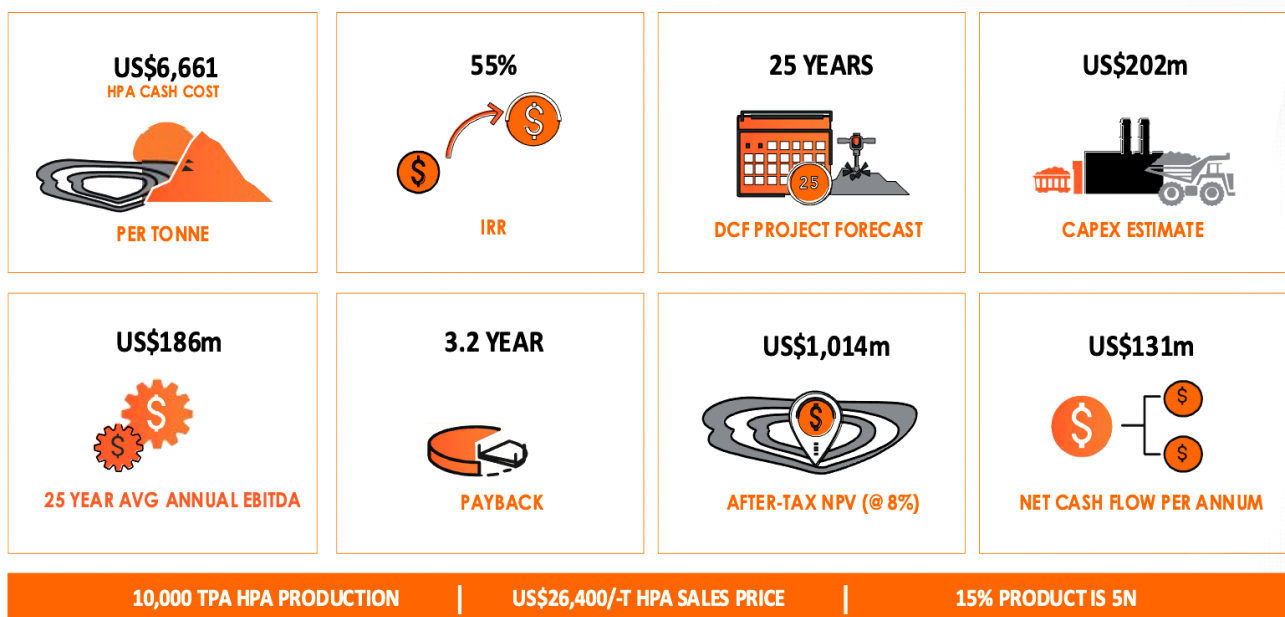 US$6,661
HPA CASH COST
PER TONNE
55%
$
$
IRR
25 YEARS
25
DCF PROJECT FORECAST
US$202m
CAPEX ESTIMATE
US$186m
$
$
25 YEAR AVG ANNUAL EBITDA
3.2 YEAR
PAYBACK
US$1,014m
$
AFTER-TAX NPV (@ 8%)
US$131m
$
$
$
NET CASH FLOW PER ANNUM
10,000 TPA HPA PRODUCTION | US$26,400/-T HPA SALES PRICE | 15% PRODUCT IS 5N